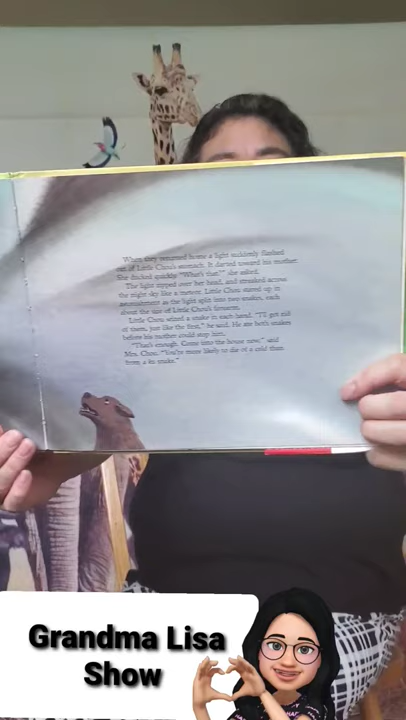 When they returned home a light suddenly flashed
out of Little Chou's stomach. It darted toward his mother.
She ducked quickly. "What's that?" she asked.
The light zipped over her head, and streaked across
the night sky like a meteor. Little Chou stared up in
astonishment as the light split into two snakes, each
about the size of Little Chou's forearm.
Little Chou seized a snake in each hand. "I'll get rid
of them, just like the first," he said. He ate both snakes
before his mother could stop him.
"That's enough. Come into the house now," said
Mrs. Chou. "You're more likely to die of a cold than
from a snake."
Grandma Lisa
Show